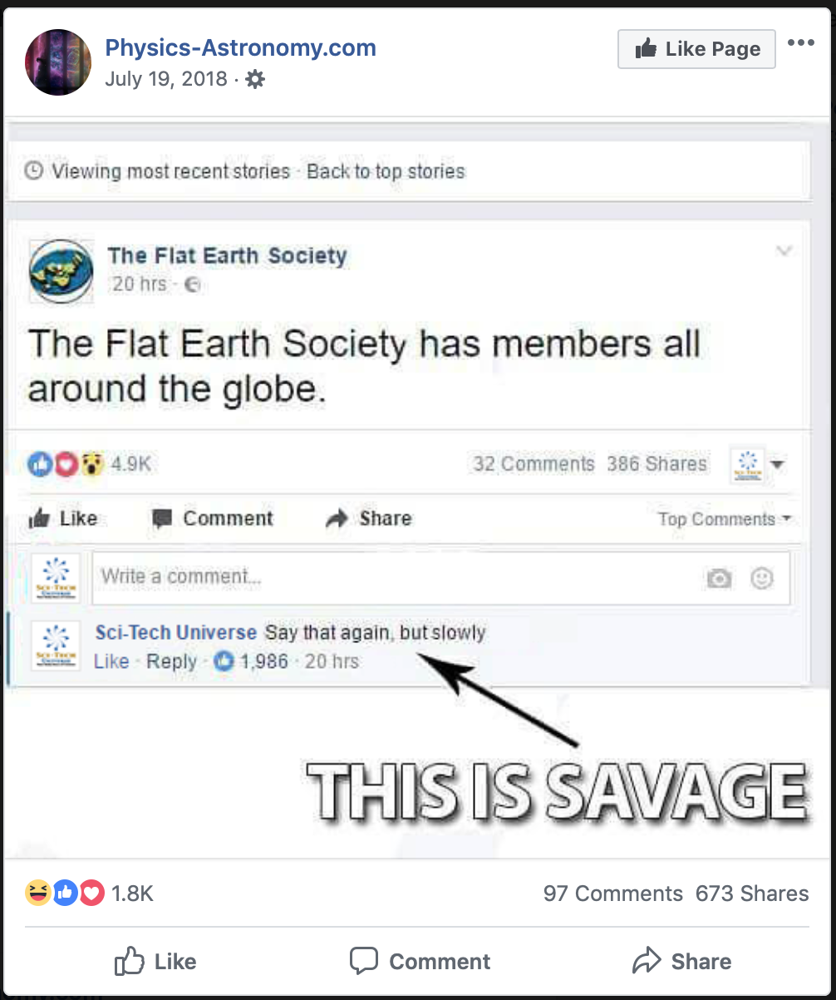 Physics-Astronomy.com
Like Page
July 19, 2018 ·
Viewing most recent stories · Back to top stories
The Flat Earth Society
20 hrs ·
The Flat Earth Society has members all
around the globe.
4.9K
32 Comments 386 Shares
Like Comment Share
Top Comments
Write a comment...
Sci-Tech Universe Say that again, but slowly
Like · Reply · 1,986 · 20 hrs
THIS IS SAVAGE
1.8K
97 Comments 673 Shares
Like Comment Share